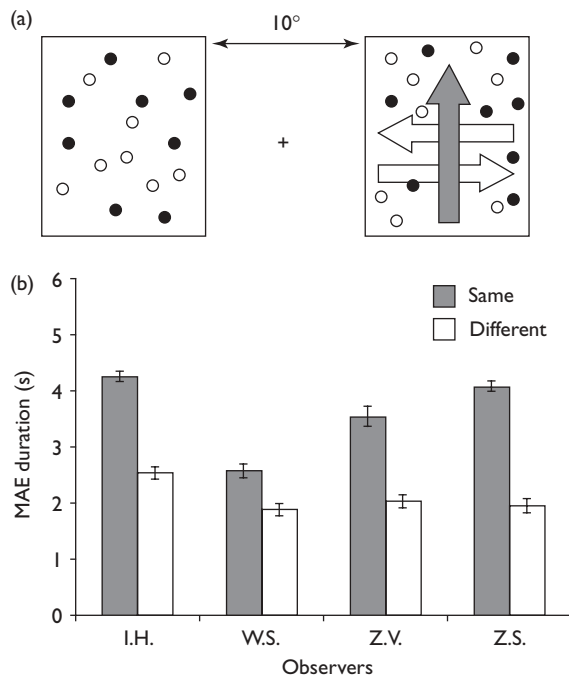 (a)
10°
+
(b)
Same
Different
6
5
4
3
2
1
0
MAE duration (s)
I.H.
W.S.
Z.V.
Z.S.
Observers